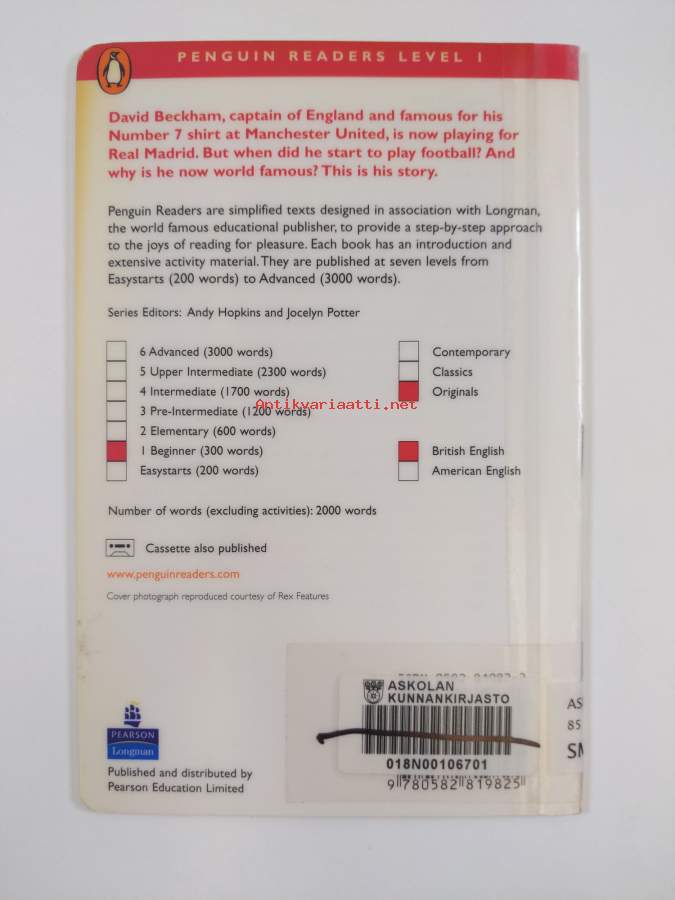 PENGUIN READERS LEVEL 1
David Beckham, captain of England and famous for his
Number 7 shirt at Manchester United, is now playing for
Real Madrid. But when did he start to play football? And
why is he now world famous? This is his story.
Penguin Readers are simplified texts designed in association with Longman,
the world famous educational publisher, to provide a step-by-step approach
to the joys of reading for pleasure. Each book has an introduction and
extensive activity material. They are published at seven levels from
Easystarts (200 words) to Advanced (3000 words).
Series Editors: Andy Hopkins and Jocelyn Potter
6 Advanced (3000 words)
Contemporary
5 Upper Intermediate (2300 words)
Classics
4 Intermediate (1700 words)
Originals
Antikvariaatti.net
3 Pre-Intermediate (1200 words)
2 Elementary (600 words)
1 Beginner (300 words)
British English
Easystarts (200 words)
American English
Number of words (excluding activities): 2000 words
Cassette also published
www.penguinreaders.com
Cover photograph reproduced courtesy of Rex Features
ASKOLAN
KUNNANKIRJASTO
AS
85
SM
018N00106701
9 780582 819825
PEARSON
Longman
Published and distributed by
Pearson Education Limited